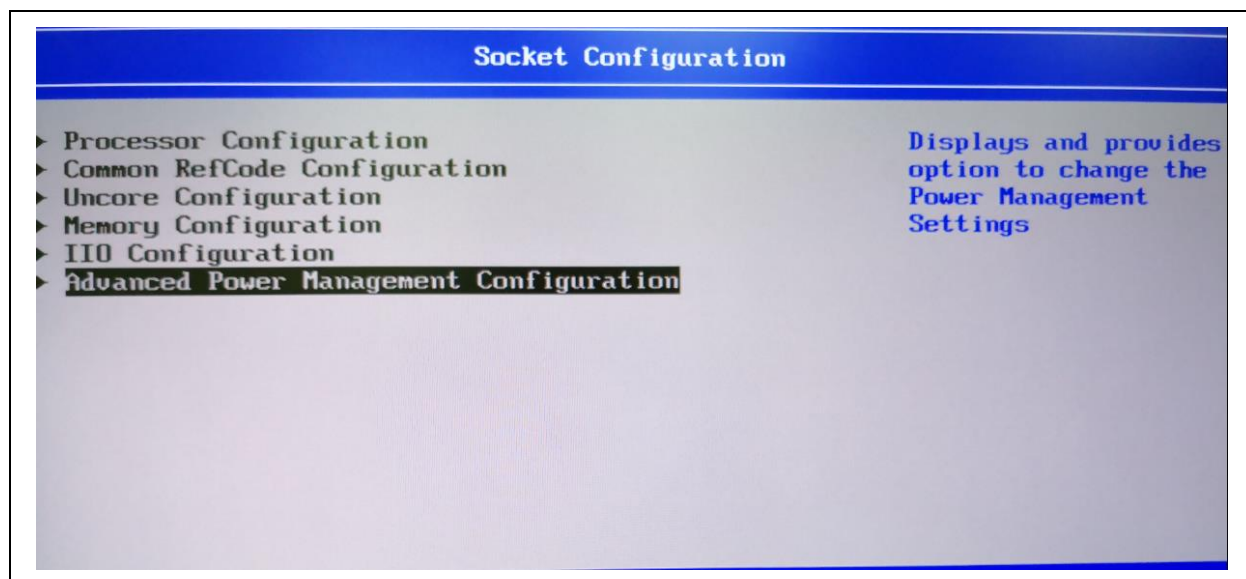 Socket Configuration
Processor Configuration
Common RefCode Configuration
Uncore Configuration
Memory Configuration
IIO Configuration
Advanced Power Management Configuration
Displays and provides
option to change the
Power Management
Settings